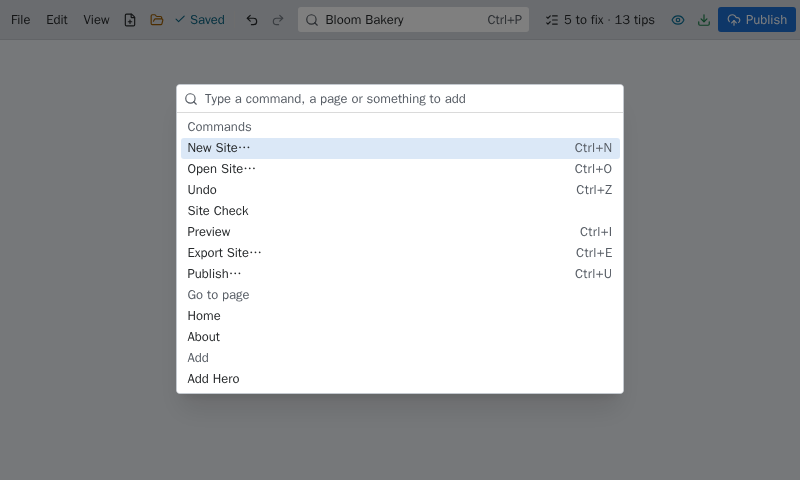 File Edit View Saved Bloom Bakery Ctrl+P 5 to fix · 13 tips Publish
Type a command, a page or something to add
Commands
New Site··· Ctrl+N
Open Site··· Ctrl+O
Undo Ctrl+Z
Site Check
Preview Ctrl+I
Export Site··· Ctrl+E
Publish··· Ctrl+U
Go to page
Home
About
Add
Add Hero